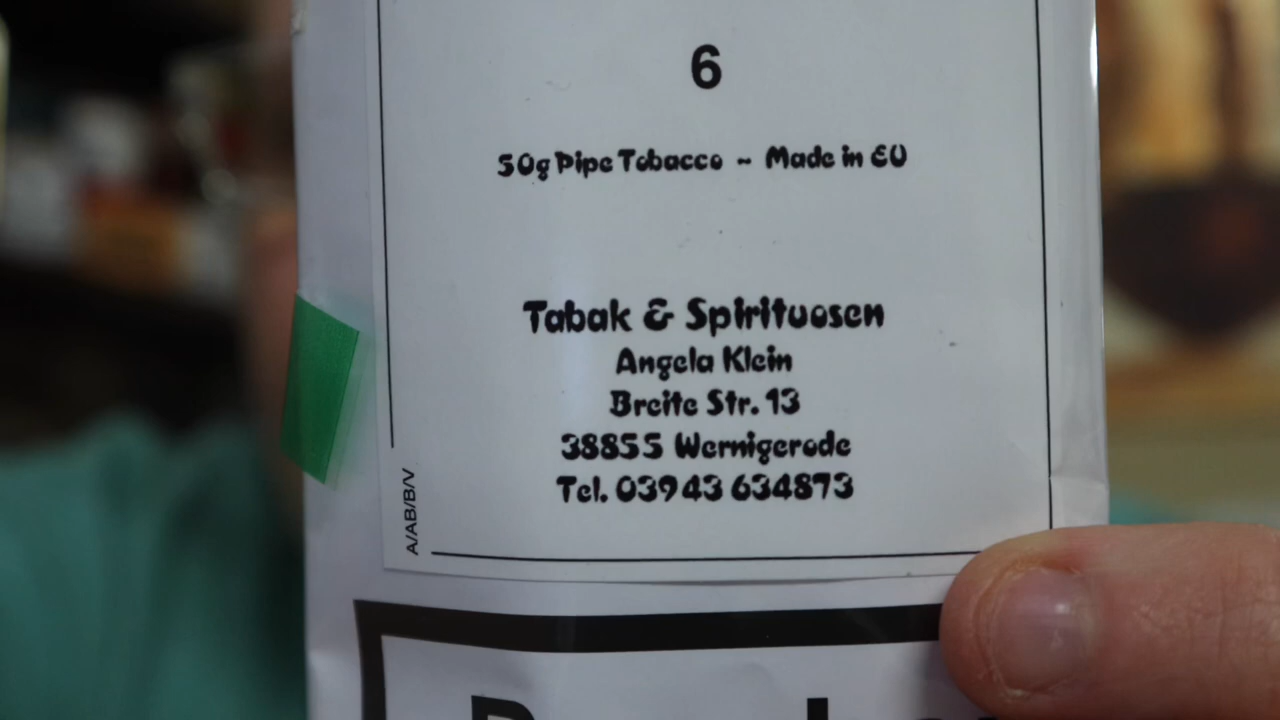 6
50g Pipe Tobacco ~ Made in EU
Tabak & Spirituosen
Angela Klein
Breite Str. 13
38855 Wernigerode
Tel. 03943 634873
A/AB/B/V